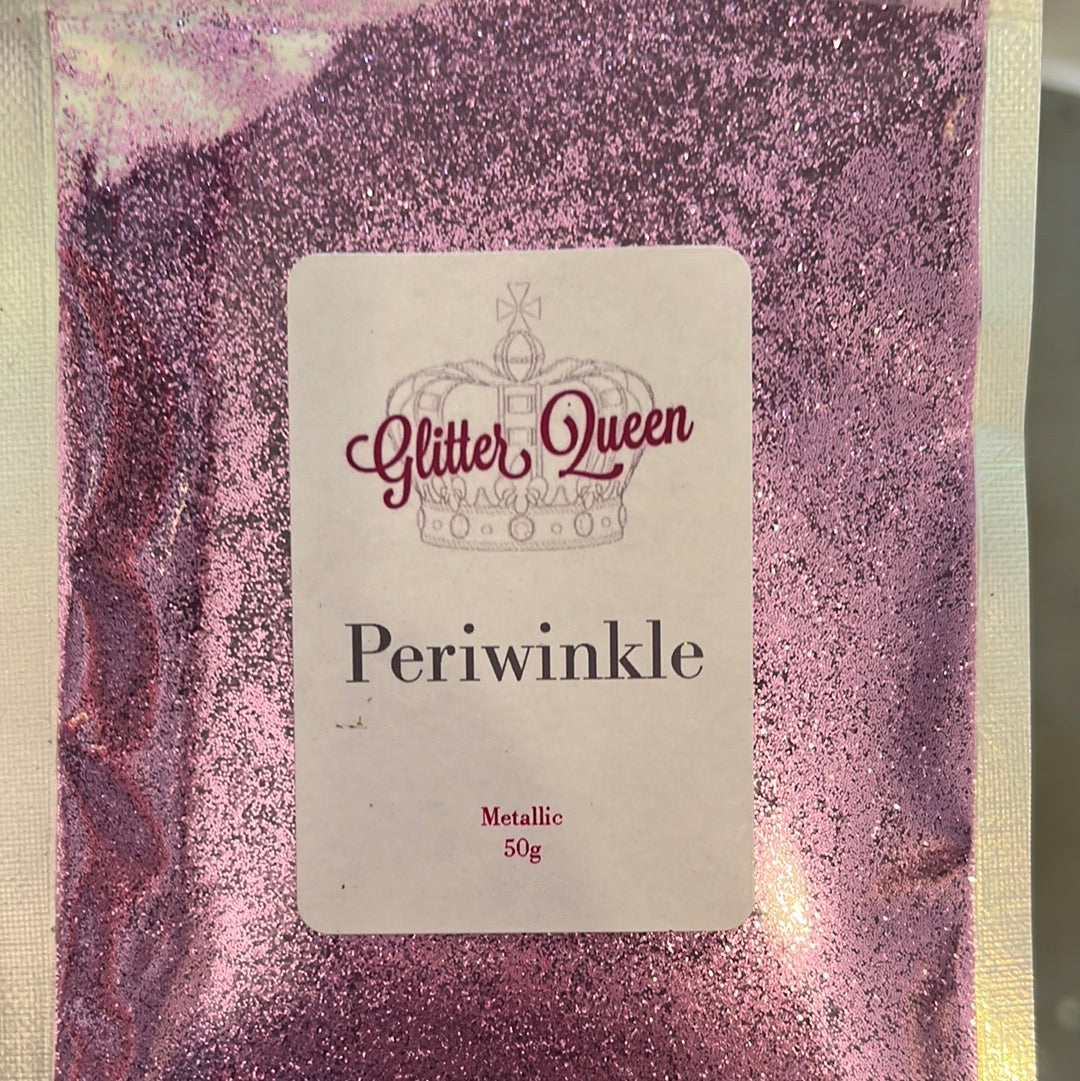 Glitter Queen
Periwinkle
Metallic
50g